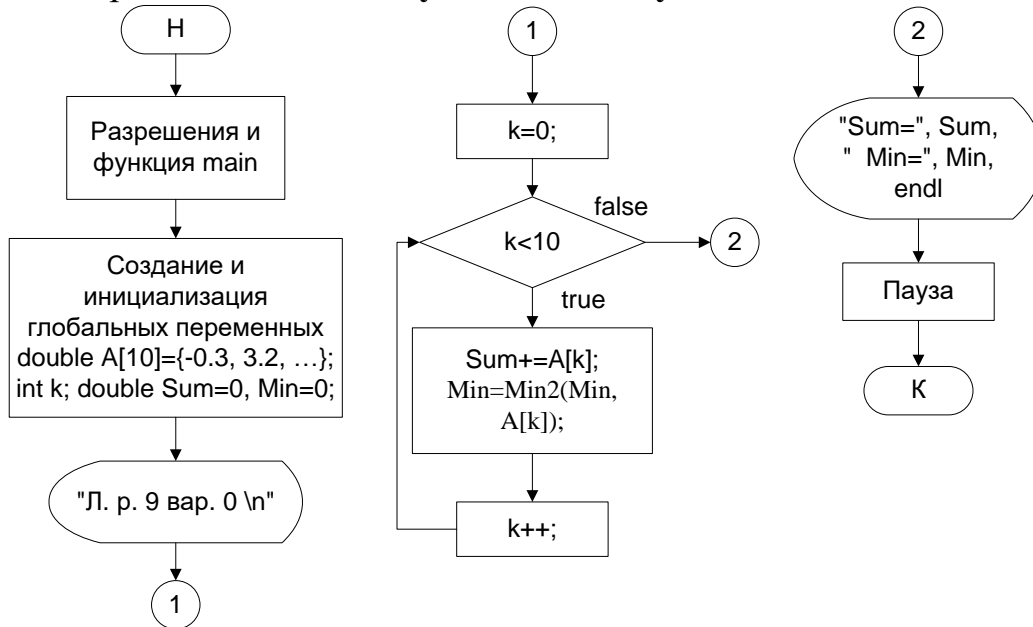 Н
Разрешения и
функция main
Создание и
инициализация
глобальных переменных
double A[10]={-0.3, 3.2, …};
int k; double Sum=0, Min=0;
"Л. р. 9 вар. 0 \n"
1
1
k=0;
false
k<10
2
true
Sum+=A[k];
Min=Min2(Min,
A[k]);
k++;
2
"Sum=", Sum,
"  Min=", Min,
endl
Пауза
К